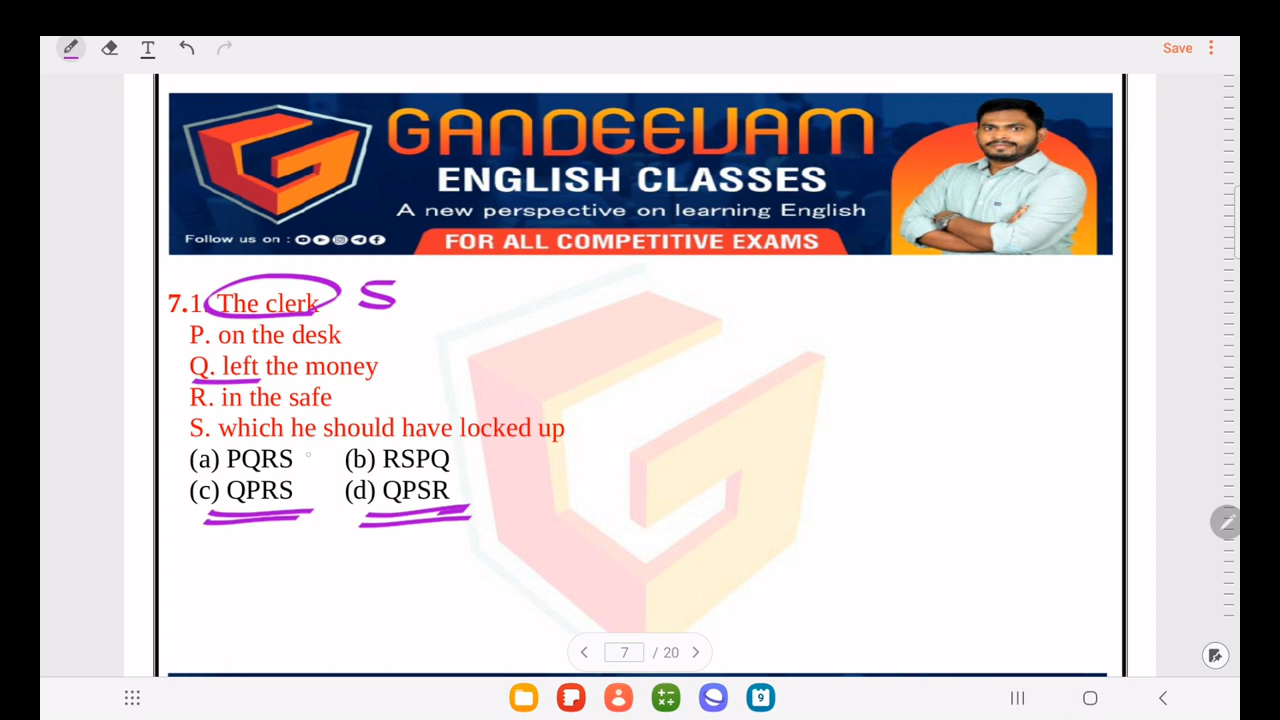 T
Save
GANDEEVAM
ENGLISH CLASSES
A new perspective on learning English
Follow us on :
FOR ALL COMPETITIVE EXAMS
7.1. The clerk S
P. on the desk
Q. left the money
R. in the safe
S. which he should have locked up
(a) PQRS (b) RSPQ
(c) QPRS (d) QPSR
7 / 20
9